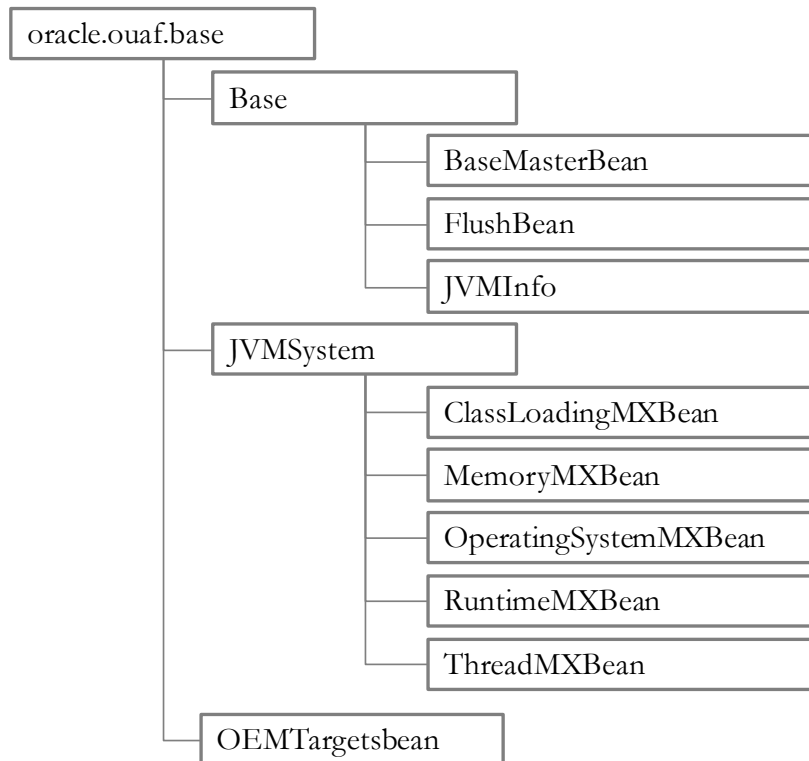 oracle.ouaf.base
Base
BaseMasterBean
FlushBean
JVMInfo
JVMSystem
ClassLoadingMXBean
MemoryMXBean
OperatingSystemMXBean
RuntimeMXBean
ThreadMXBean
OEMTargetsbean